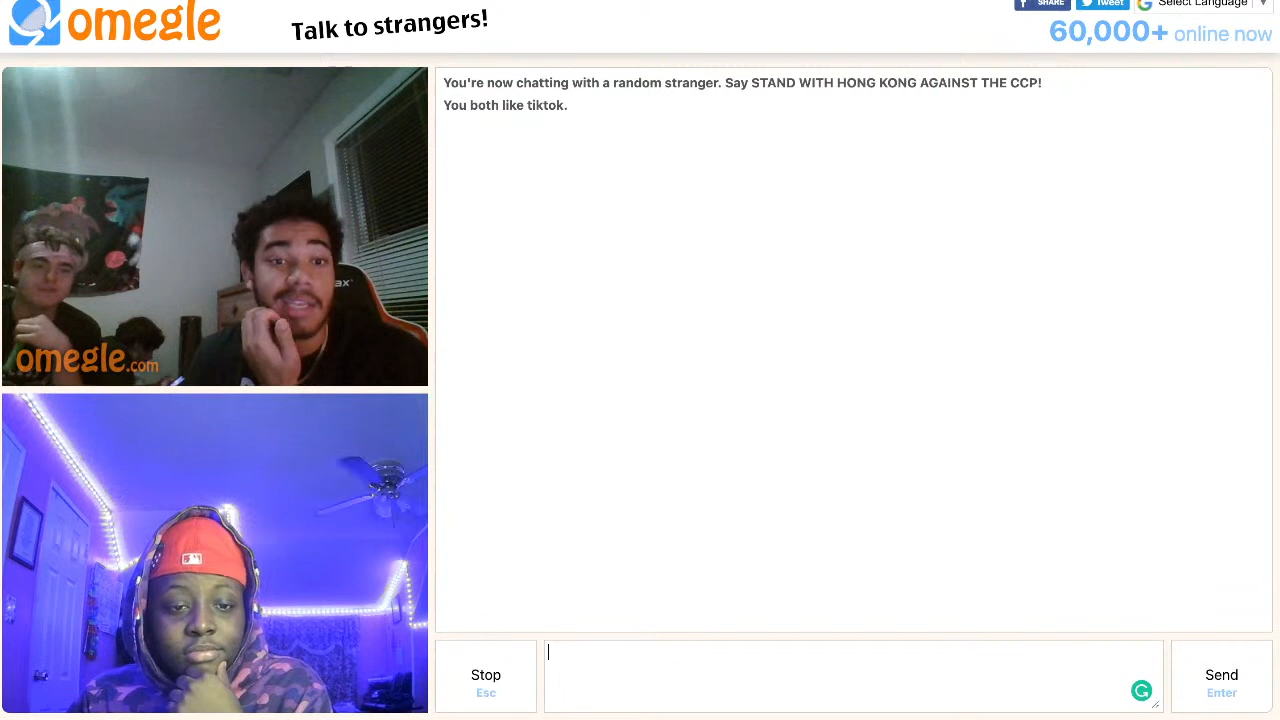 omegle
Talk to strangers!
SHARE
Tweet
Select Language
60,000+ online now
You're now chatting with a random stranger. Say STAND WITH HONG KONG AGAINST THE CCP!
You both like tiktok.
ax
omegle.com
Stop
Esc
Send
Enter